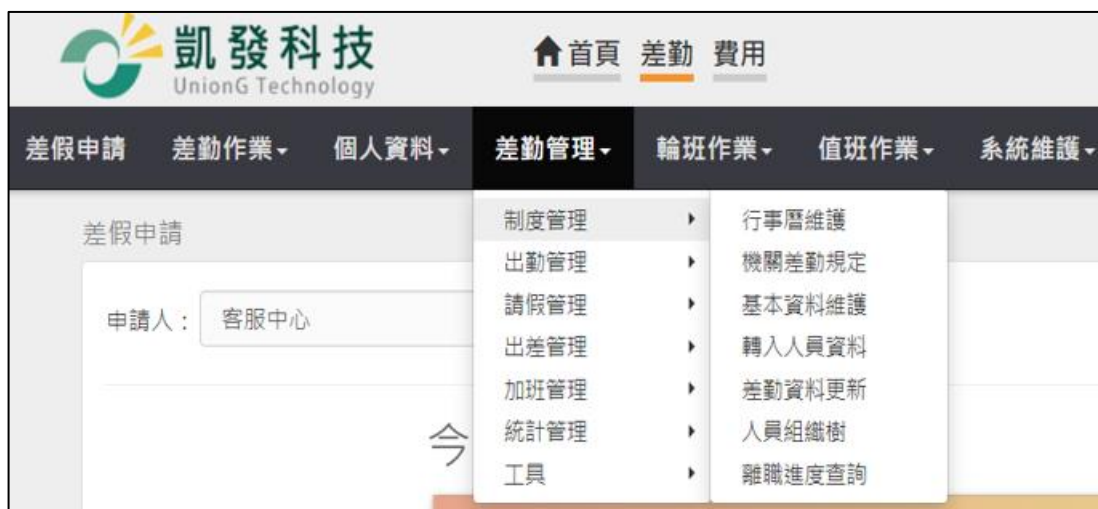 凱發科技
UnionG Technology
首頁 差勤 費用
差假申請 差勤作業 個人資料 差勤管理 輪班作業 值班作業 系統維護
差假申請
申請人： 客服中心
制度管理
出勤管理
請假管理
出差管理
加班管理
統計管理
工具
行事曆維護
機關差勤規定
基本資料維護
轉入人員資料
差勤資料更新
人員組織樹
離職進度查詢
今